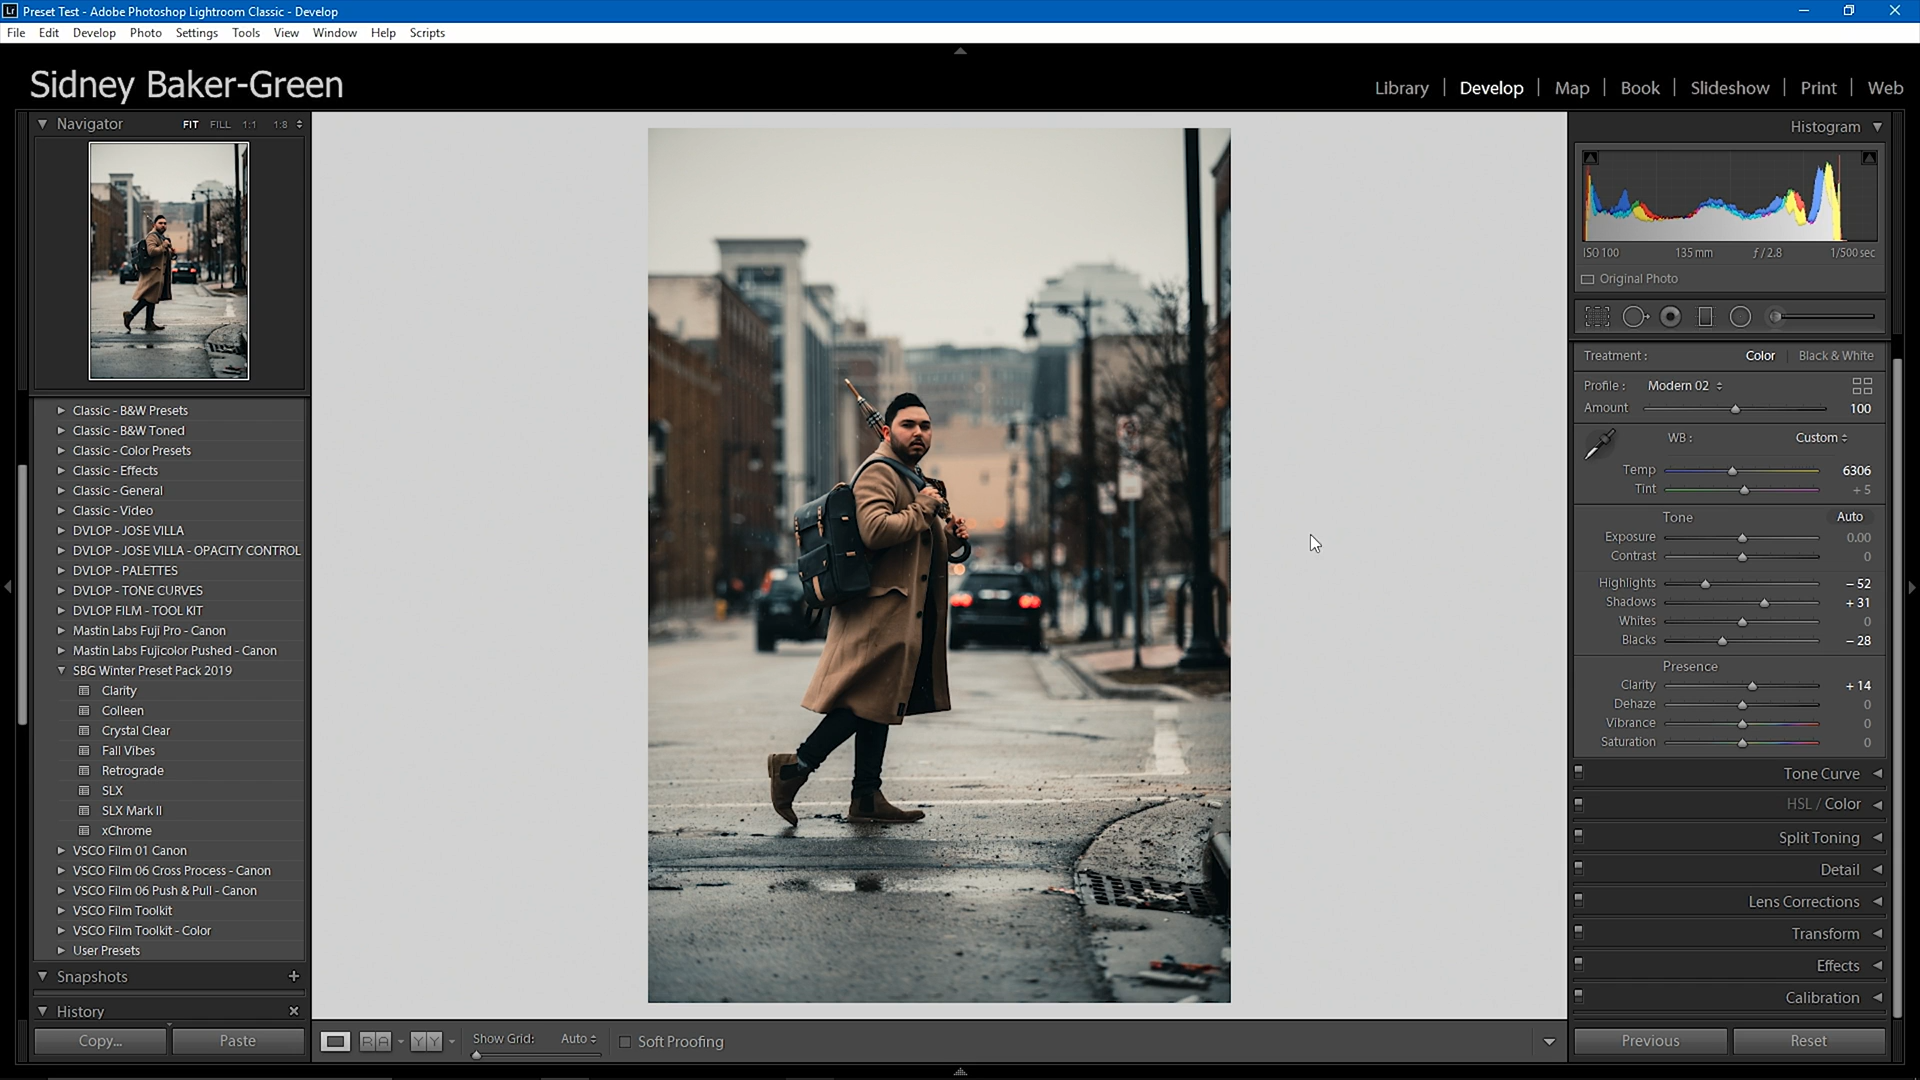 Lr Preset Test - Adobe Photoshop Lightroom Classic - Develop
File Edit Develop Photo Settings Tools View Window Help Scripts
Sidney Baker-Green
Library | Develop | Map | Book | Slideshow | Print | Web
Navigator FIT FILL 1:1 1:8
Classic - B&W Presets
Classic - B&W Toned
Classic - Color Presets
Classic - Effects
Classic - General
Classic - Video
DVLOP - JOSE VILLA
DVLOP - JOSE VILLA - OPACITY CONTROL
DVLOP - PALETTES
DVLOP - TONE CURVES
DVLOP FILM - TOOL KIT
Mastin Labs Fuji Pro - Canon
Mastin Labs Fujicolor Pushed - Canon
SBG Winter Preset Pack 2019
Clarity
Colleen
Crystal Clear
Fall Vibes
Retrograde
SLX
SLX Mark II
xChrome
VSCO Film 01 Canon
VSCO Film 06 Cross Process - Canon
VSCO Film 06 Push & Pull - Canon
VSCO Film Toolkit
VSCO Film Toolkit - Color
User Presets
Snapshots +
History ×
Copy... Paste
RA YY Show Grid: Auto Soft Proofing
Histogram
ISO 100 135 mm ƒ / 2.8 1/500 sec
Original Photo
Treatment : Color | Black & White
Profile : Modern 02
Amount 100
WB : Custom
Temp 6306
Tint + 5
Tone Auto
Exposure 0.00
Contrast 0
Highlights – 52
Shadows + 31
Whites 0
Blacks – 28
Presence
Clarity + 14
Dehaze 0
Vibrance 0
Saturation 0
Tone Curve
HSL / Color
Split Toning
Detail
Lens Corrections
Transform
Effects
Calibration
Previous Reset